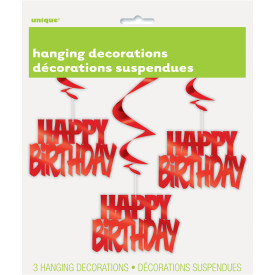 unique
hanging decorations
décorations suspendues
HAPPY
BIRTHDAY
HAPPY
BIRTHDAY
HAPPY
BIRTHDAY
3 HANGING DECORATIONS • DÉCORATIONS SUSPENDUES